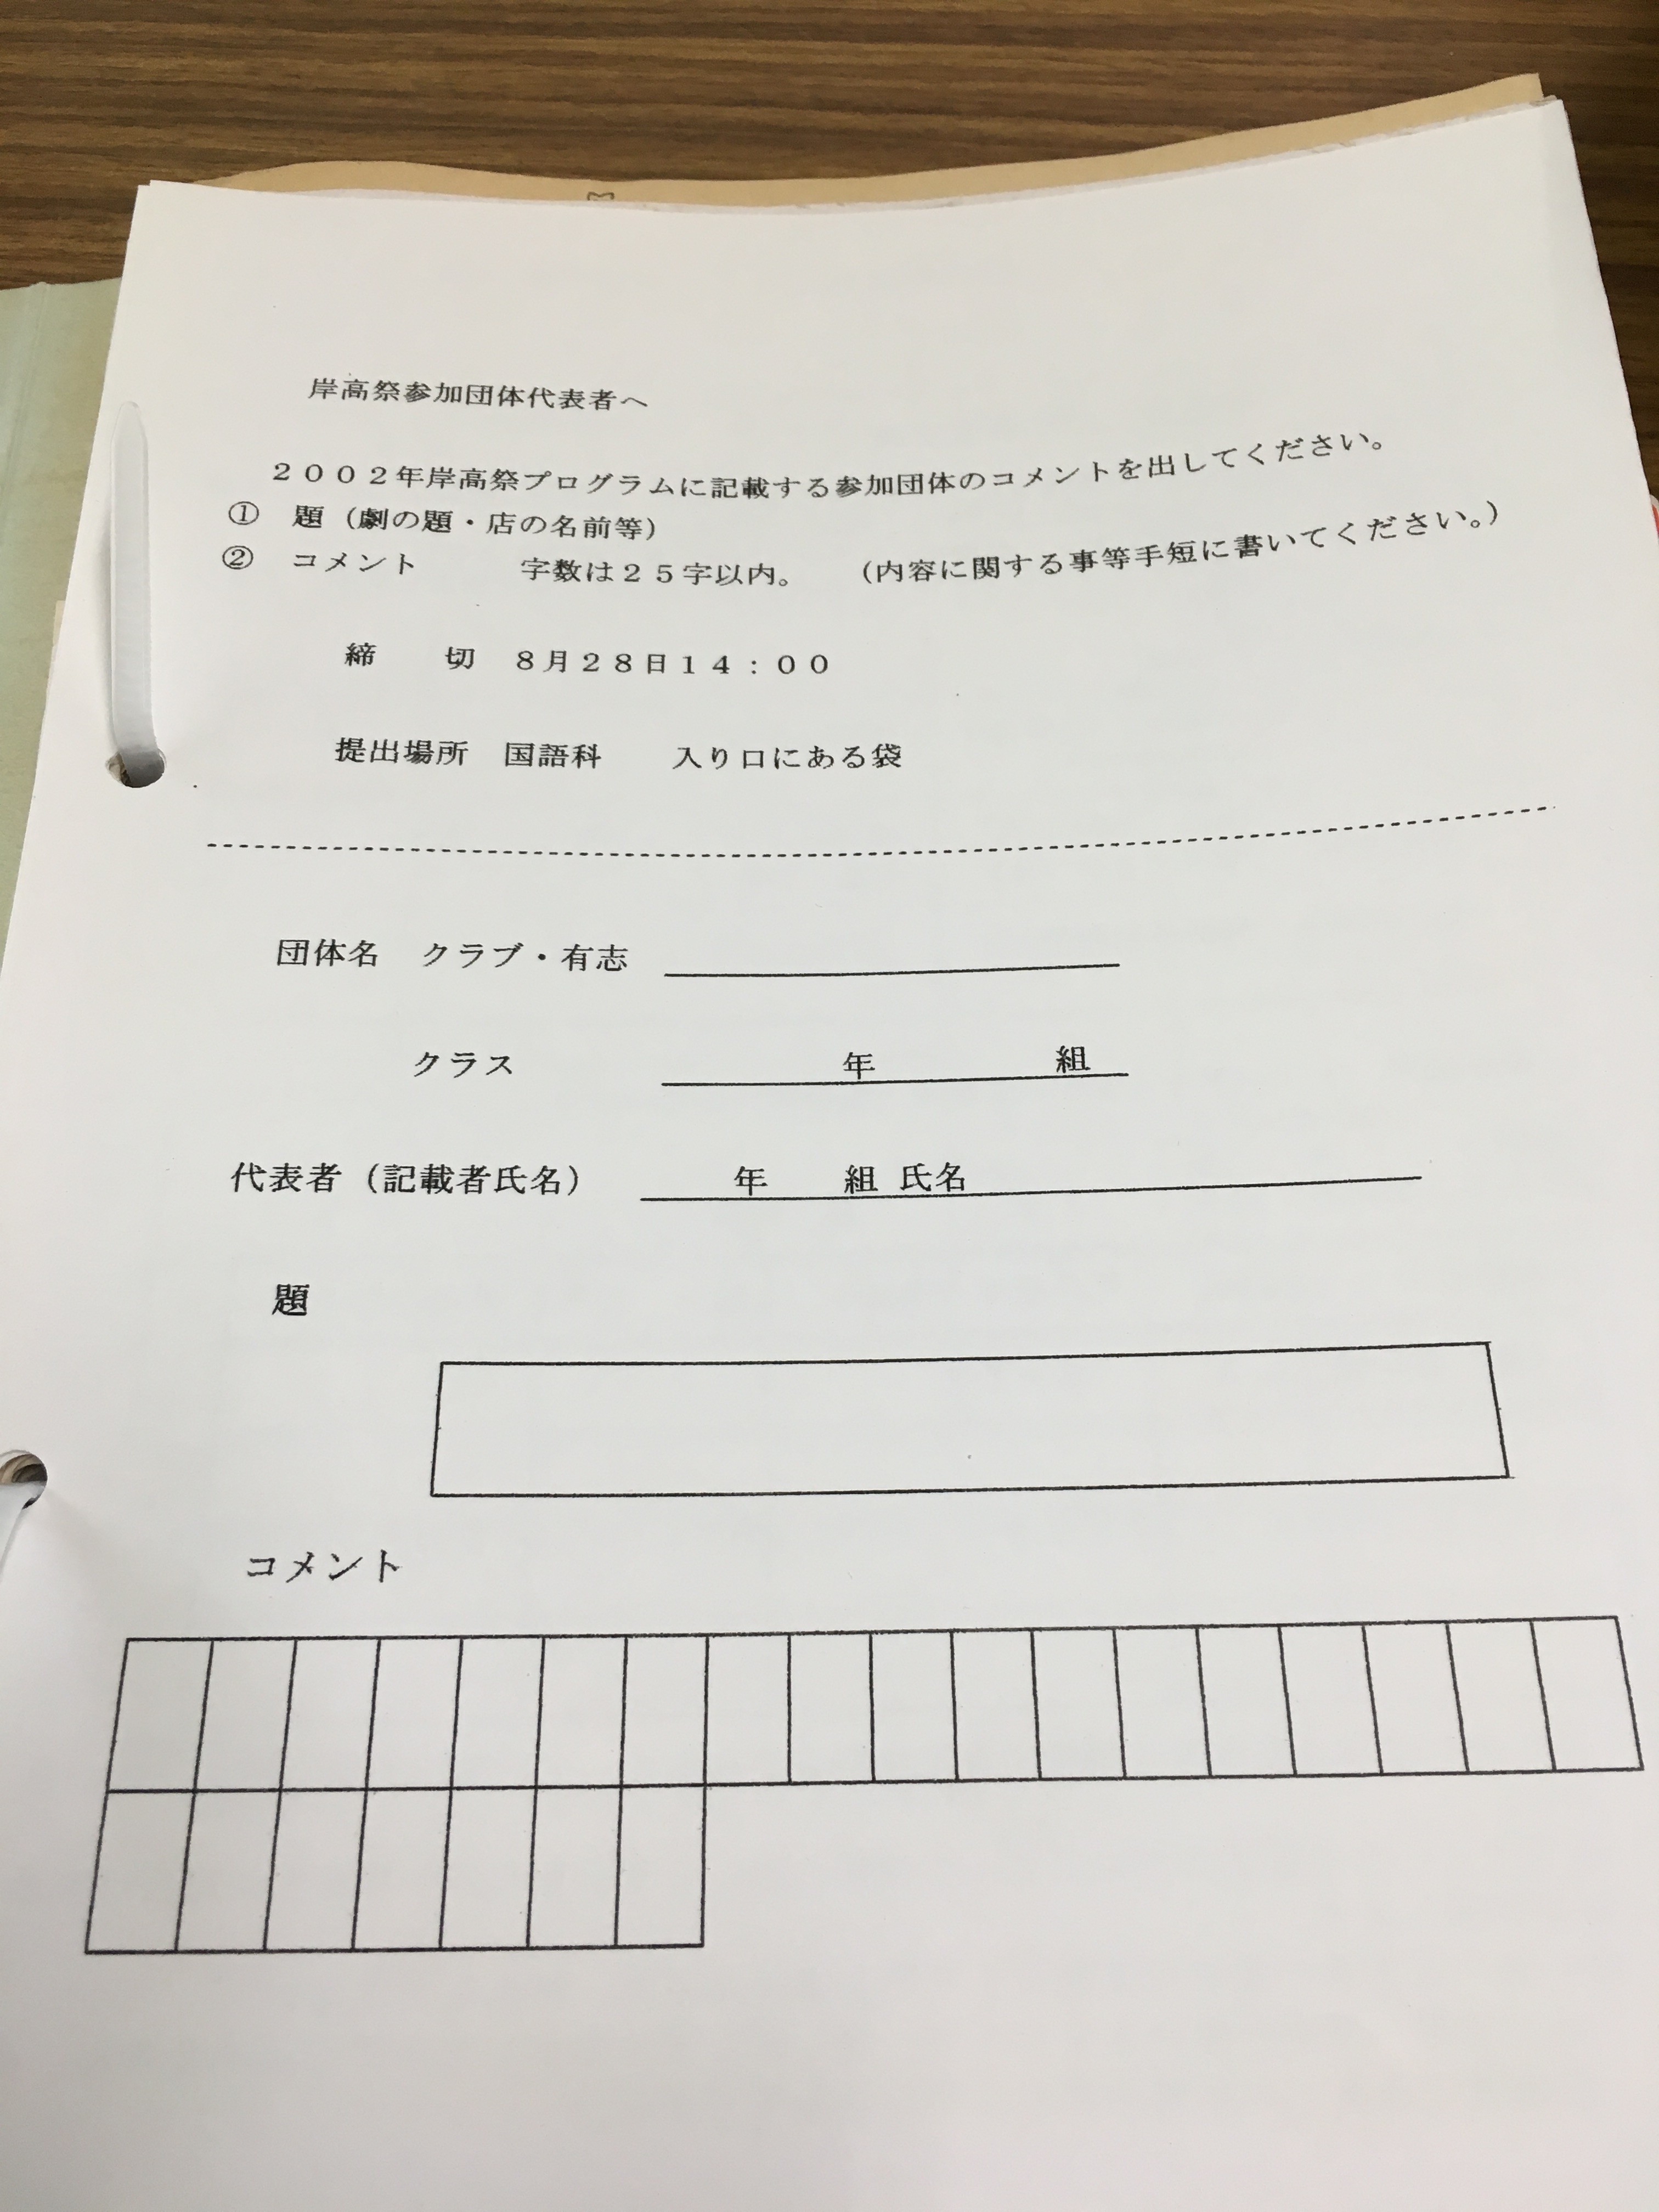 岸高祭参加団体代表者へ
2002年岸高祭プログラムに記載する参加団体のコメントを出してください。
① 題（劇の題・店の名前等）
② コメント 字数は25字以内。 （内容に関する事等手短に書いてください。）
締 切 8月28日14:00
提出場所 国語科 入り口にある袋
団体名 クラブ・有志
クラス 年 組
代表者（記載者氏名） 年 組 氏名
題
コメント